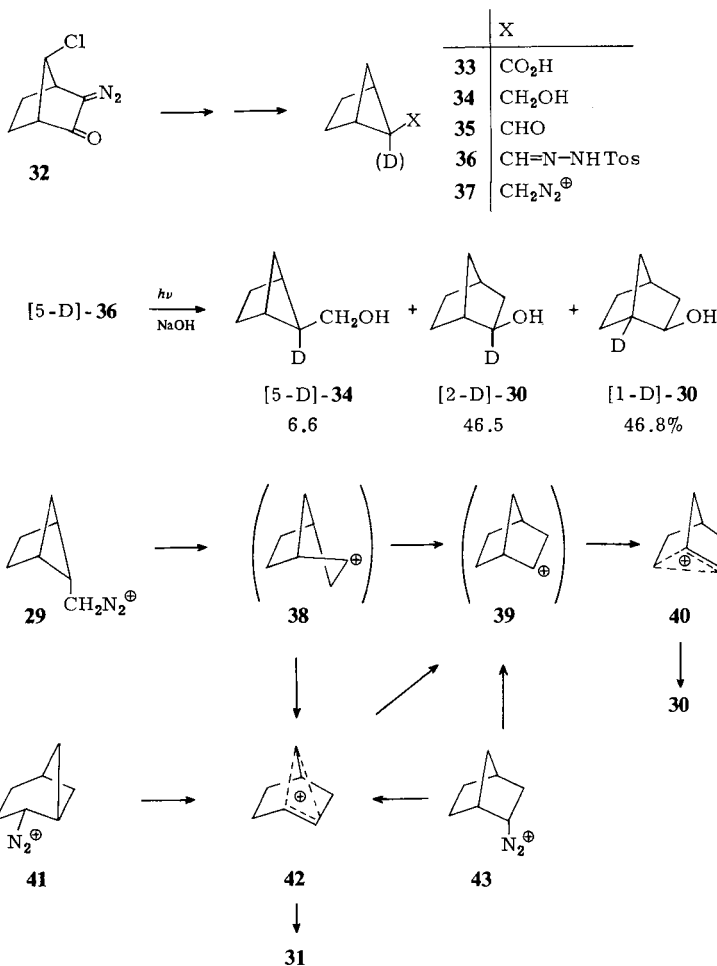 Cl
N₂
O
32
X
(D)
X
33 CO₂H
34 CH₂OH
35 CHO
36 CH=N–NHTos
37 CH₂N₂⊕
[5-D]-36
hν
NaOH
CH₂OH
D
+
OH
D
+
OH
D
[5-D]-34 [2-D]-30 [1-D]-30
6.6 46.5 46.8%
CH₂N₂⊕
⊕
⊕
⊕
29 38 39 40
30
N₂⊕
⊕
N₂⊕
41 42 43
31